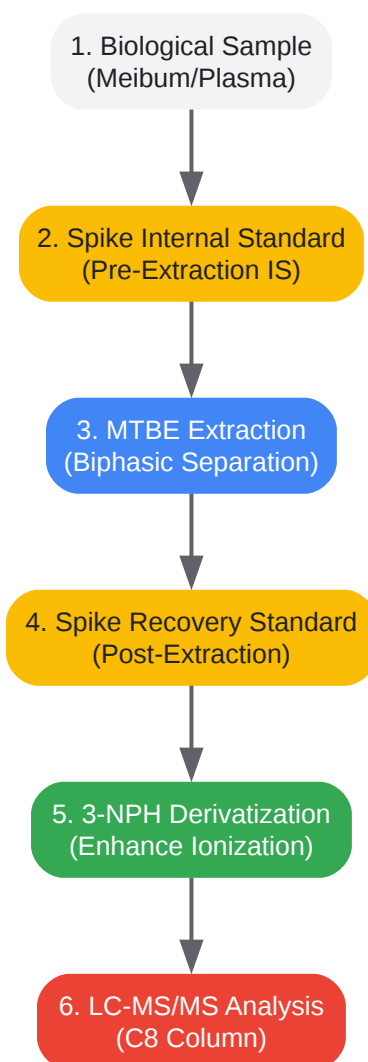 1. Biological Sample
(Meibum/Plasma)
2. Spike Internal Standard
(Pre-Extraction IS)
3. MTBE Extraction
(Biphasic Separation)
4. Spike Recovery Standard
(Post-Extraction)
5. 3-NPH Derivatization
(Enhance Ionization)
6. LC-MS/MS Analysis
(C8 Column)